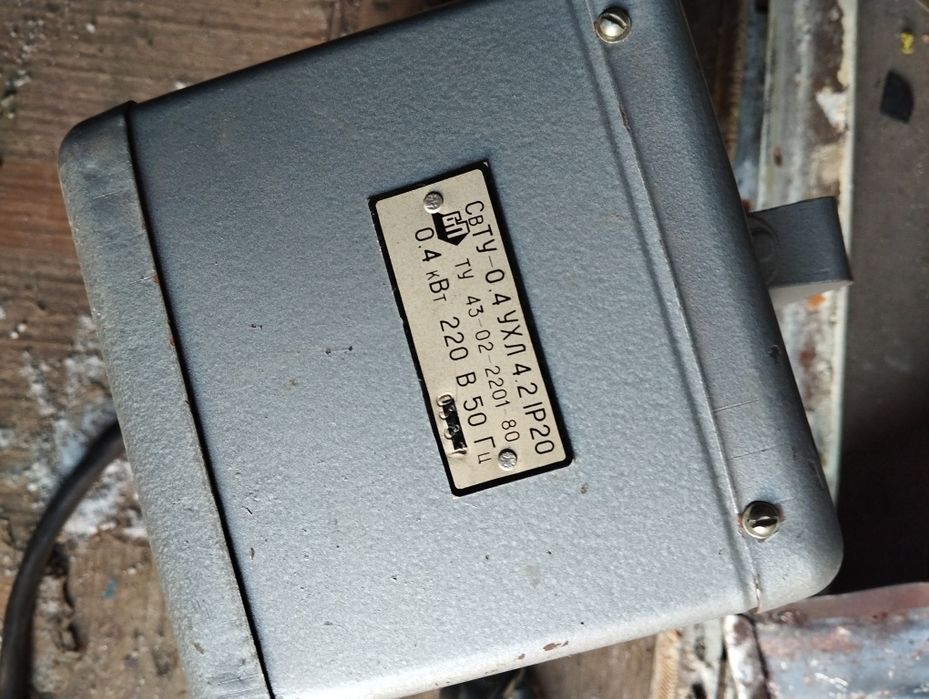 СвТУ-0.4 УХЛ 4.2 IP20
ТУ 43-02-2201-80
0.4 кВт 220 В 50 Гц